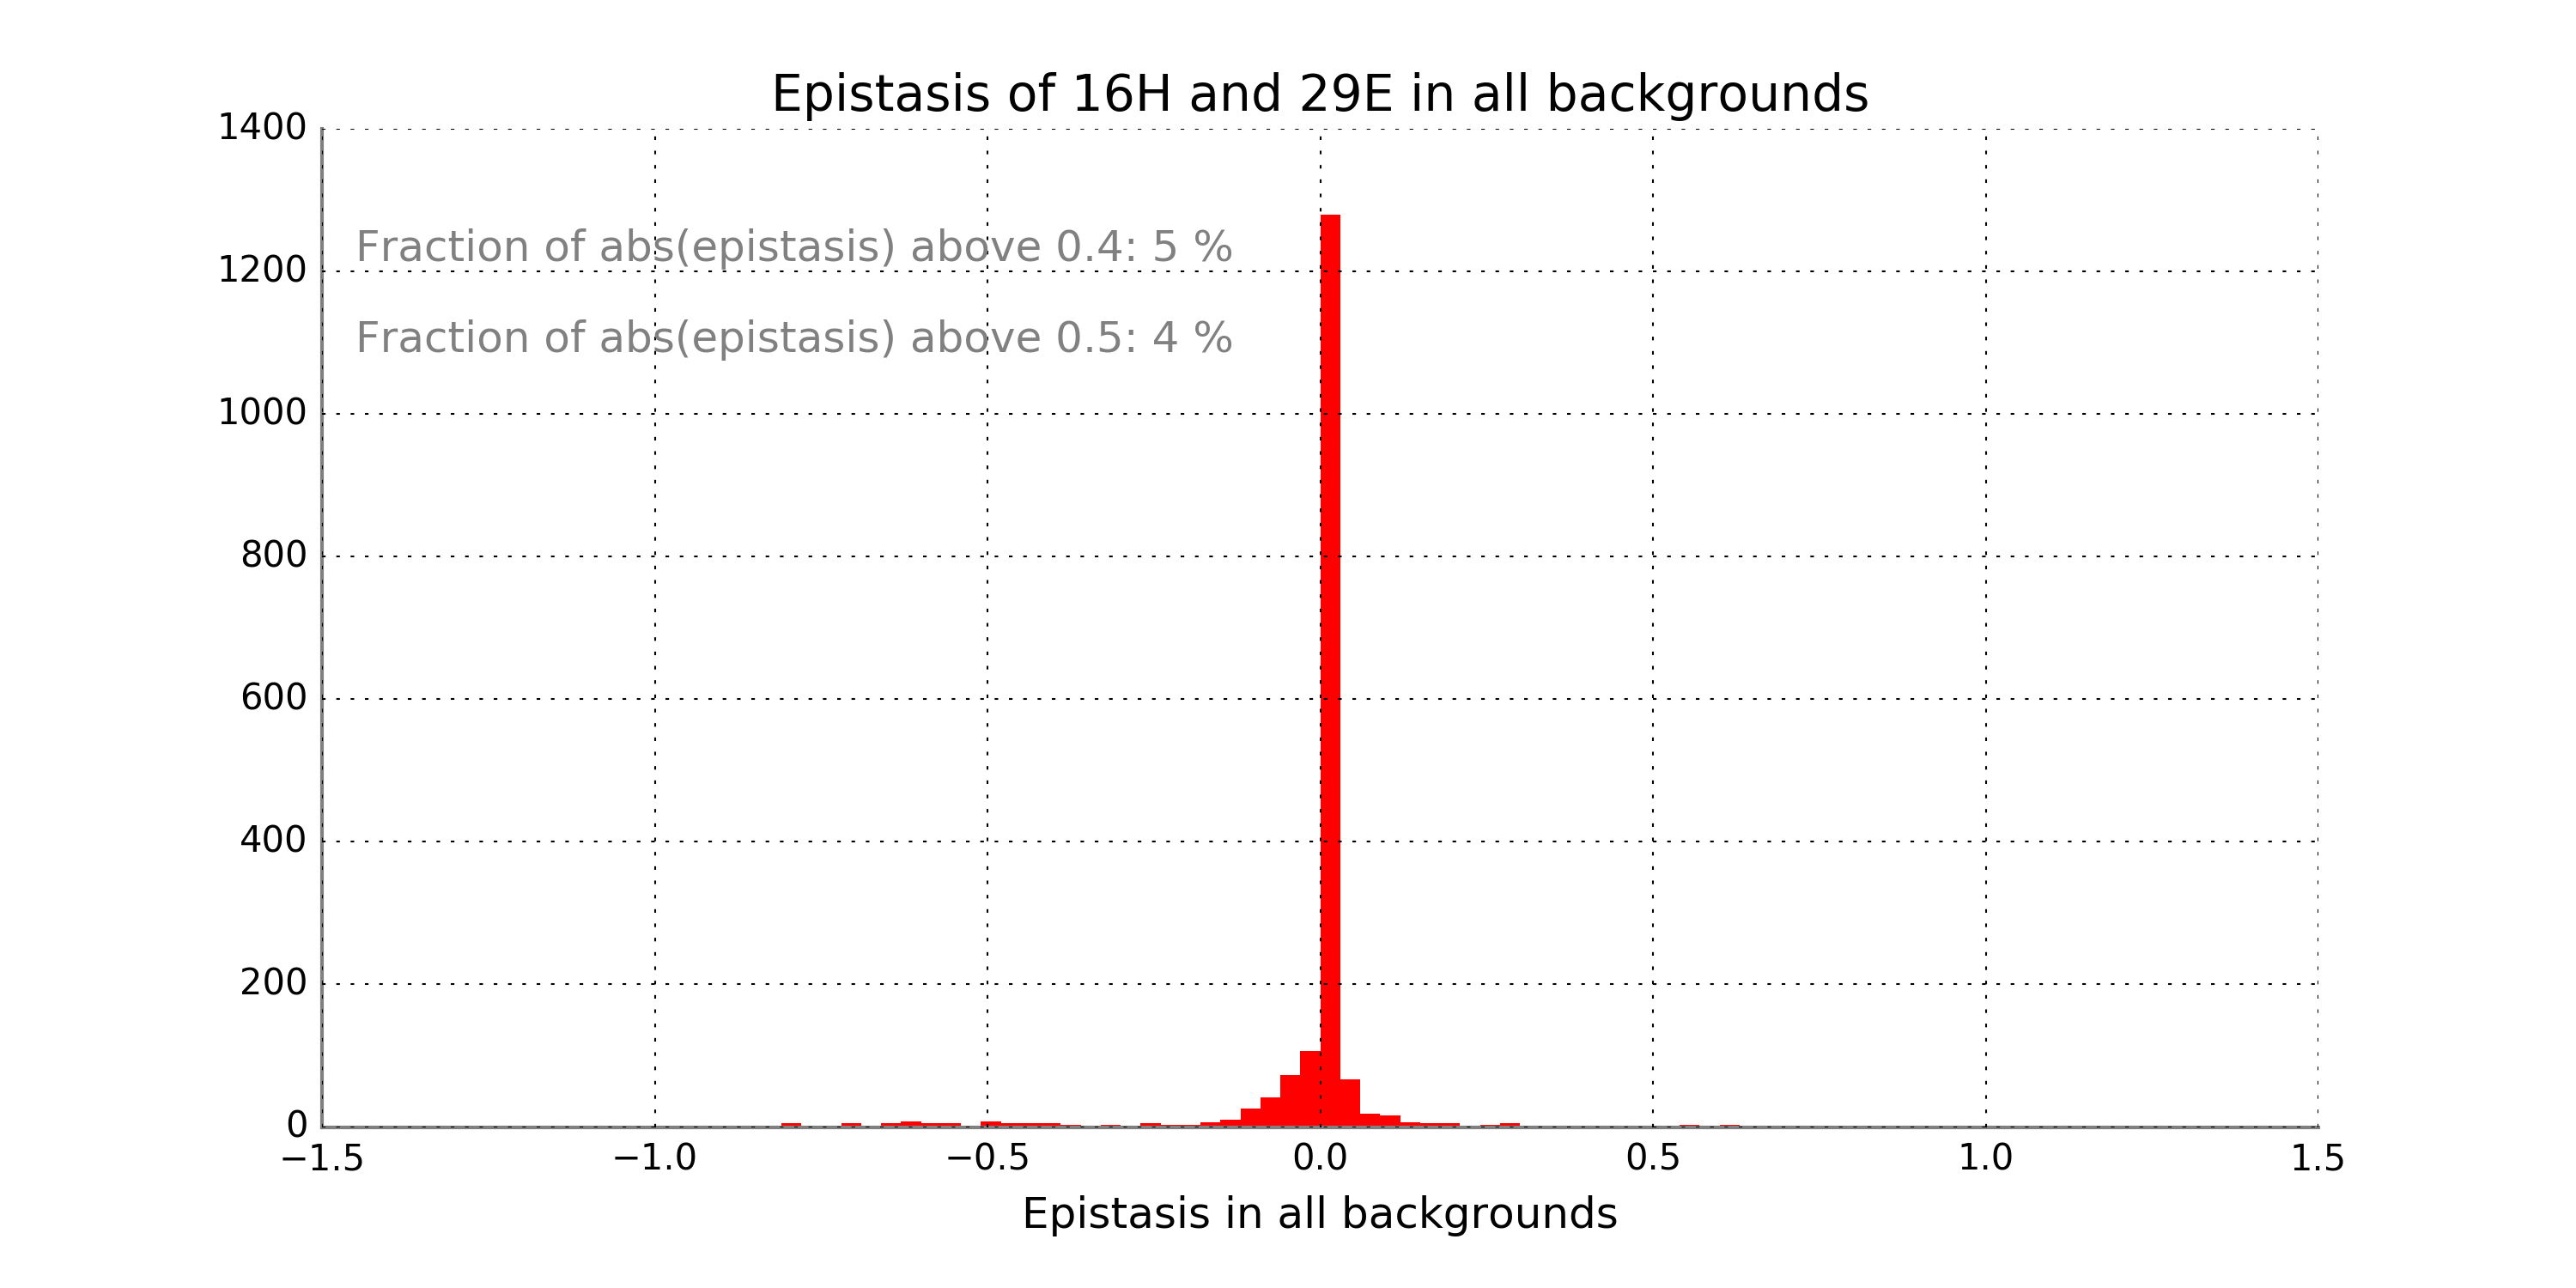 Epistasis of 16H and 29E in all backgrounds
1400
1200
1000
800
600
400
200
0
Fraction of abs(epistasis) above 0.4: 5 %
Fraction of abs(epistasis) above 0.5: 4 %
−1.5 −1.0 −0.5 0.0 0.5 1.0 1.5
Epistasis in all backgrounds